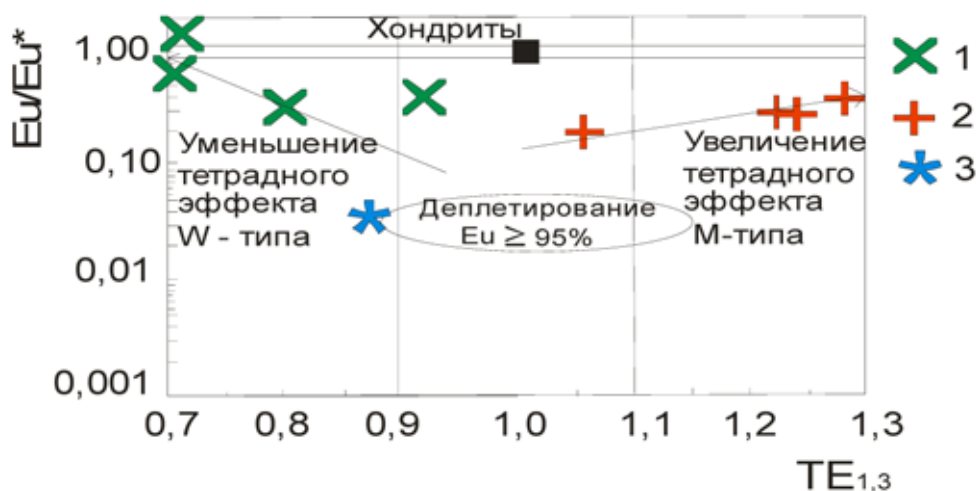 Eu/Eu*
1,00
0,10
0,01
0,001
Хондриты
Уменьшение
тетрадного
эффекта
W - типа
Деплетирование
Eu ≥ 95%
Увеличение
тетрадного
эффекта
М-типа
1
2
3
0,7 0,8 0,9 1,0 1,1 1,2 1,3
TE1,3